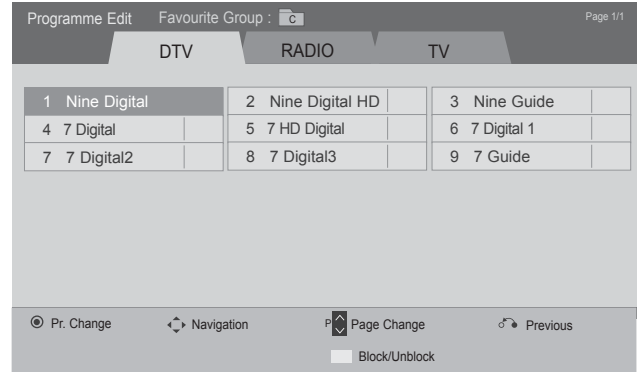 Programme Edit Favourite Group : C Page 1/1
DTV RADIO TV
1 Nine Digital 2 Nine Digital HD 3 Nine Guide
4 7 Digital 5 7 HD Digital 6 7 Digital 1
7 7 Digital2 8 7 Digital3 9 7 Guide
Pr. Change Navigation P Page Change Previous
Block/Unblock